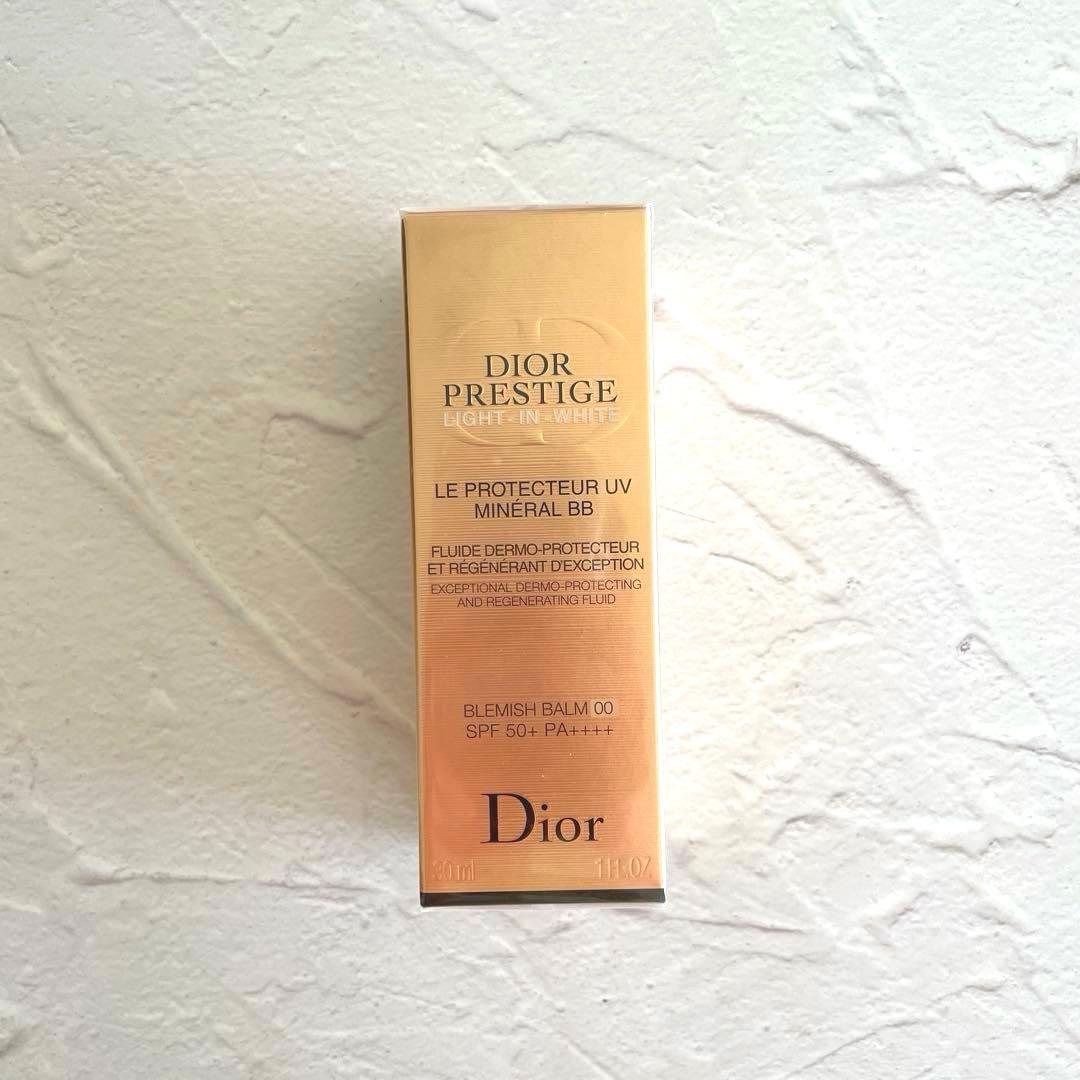 DIOR
PRESTIGE
LIGHT-IN-WHITE
LE PROTECTEUR UV
MINÉRAL BB
FLUIDE DERMO-PROTECTEUR
ET RÉGÉNÉRANT D'EXCEPTION
EXCEPTIONAL DERMO-PROTECTING
AND REGENERATING FLUID
BLEMISH BALM 00
SPF 50+ PA++++
Dior
30 ml 1 FL.OZ